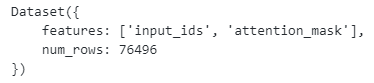 Dataset({
    features: ['input_ids', 'attention_mask'],
    num_rows: 76496
})